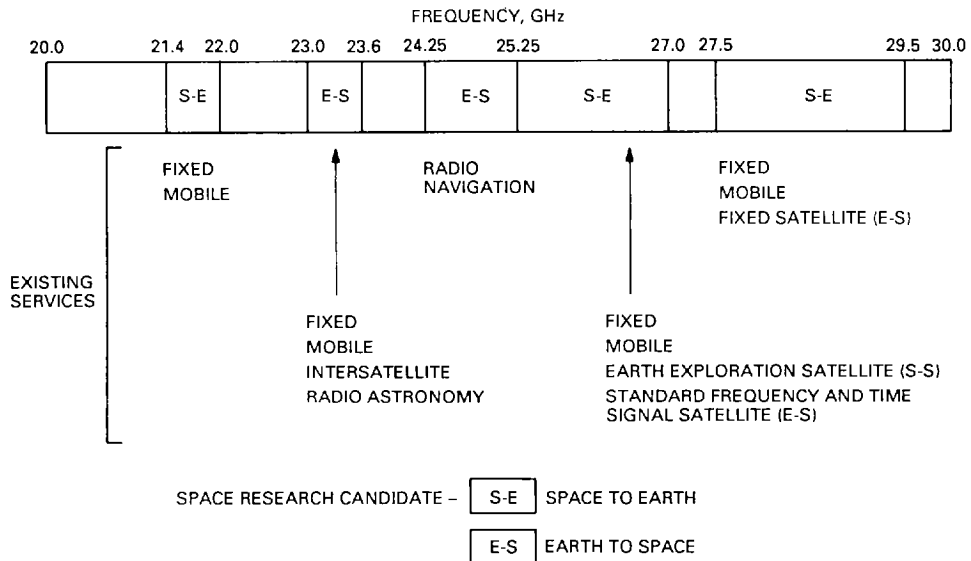 FREQUENCY, GHz
20.0 21.4 22.0 23.0 23.6 24.25 25.25 27.0 27.5 29.5 30.0
S-E E-S E-S S-E S-E
FIXED
MOBILE
RADIO
NAVIGATION
FIXED
MOBILE
FIXED SATELLITE (E-S)
EXISTING
SERVICES
FIXED
MOBILE
INTERSATELLITE
RADIO ASTRONOMY
FIXED
MOBILE
EARTH EXPLORATION SATELLITE (S-S)
STANDARD FREQUENCY AND TIME
SIGNAL SATELLITE (E-S)
SPACE RESEARCH CANDIDATE – S-E SPACE TO EARTH
E-S EARTH TO SPACE